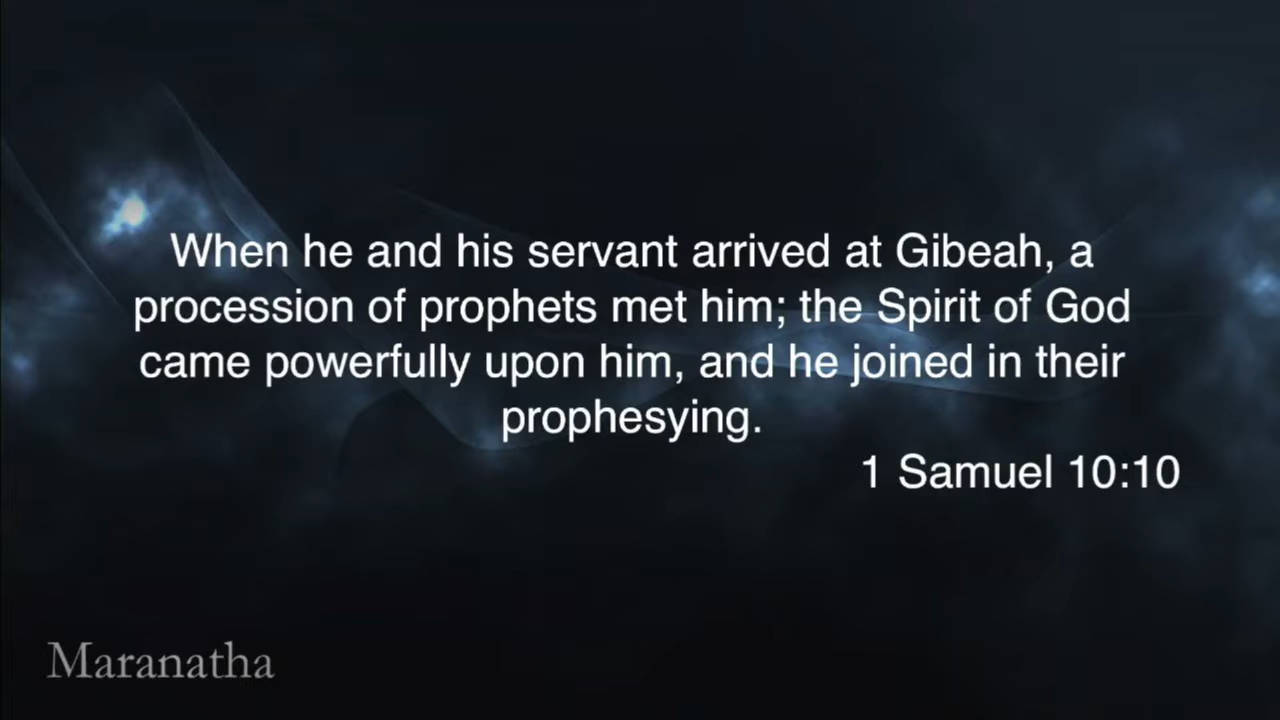 When he and his servant arrived at Gibeah, a
procession of prophets met him; the Spirit of God
came powerfully upon him, and he joined in their
prophesying.
1 Samuel 10:10
Maranatha